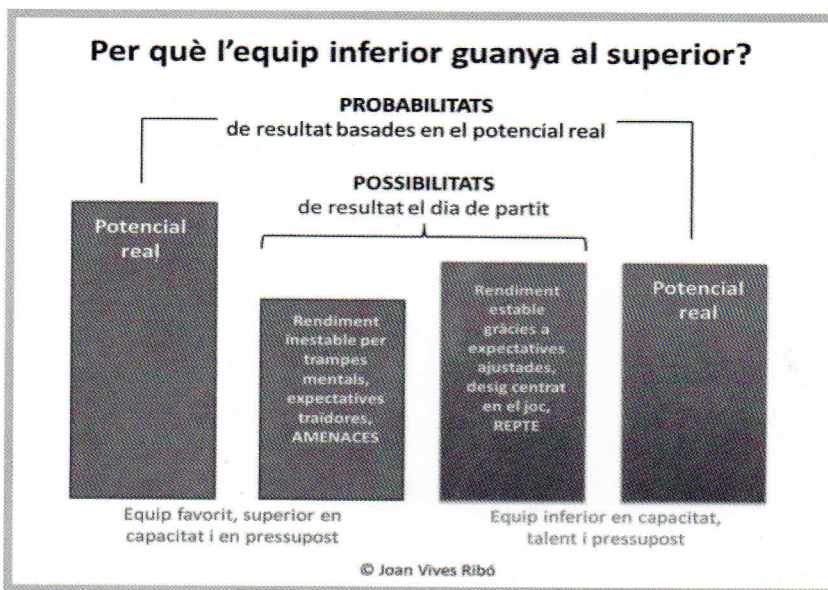 Per què l'equip inferior guanya al superior?
PROBABILITATS
de resultat basades en el potencial real
POSSIBILITATS
de resultat el dia de partit
Potencial
real
Rendiment
inestable per
trampes
mentals,
expectatives
traïdores,
AMENACES
Rendiment
estable
gràcies a
expectatives
ajustades,
desig centrat
en el joc,
REPTE
Potencial
real
Equip favorit, superior en
capacitat i en pressupost
Equip inferior en capacitat,
talent i pressupost
© Joan Vives Ribó